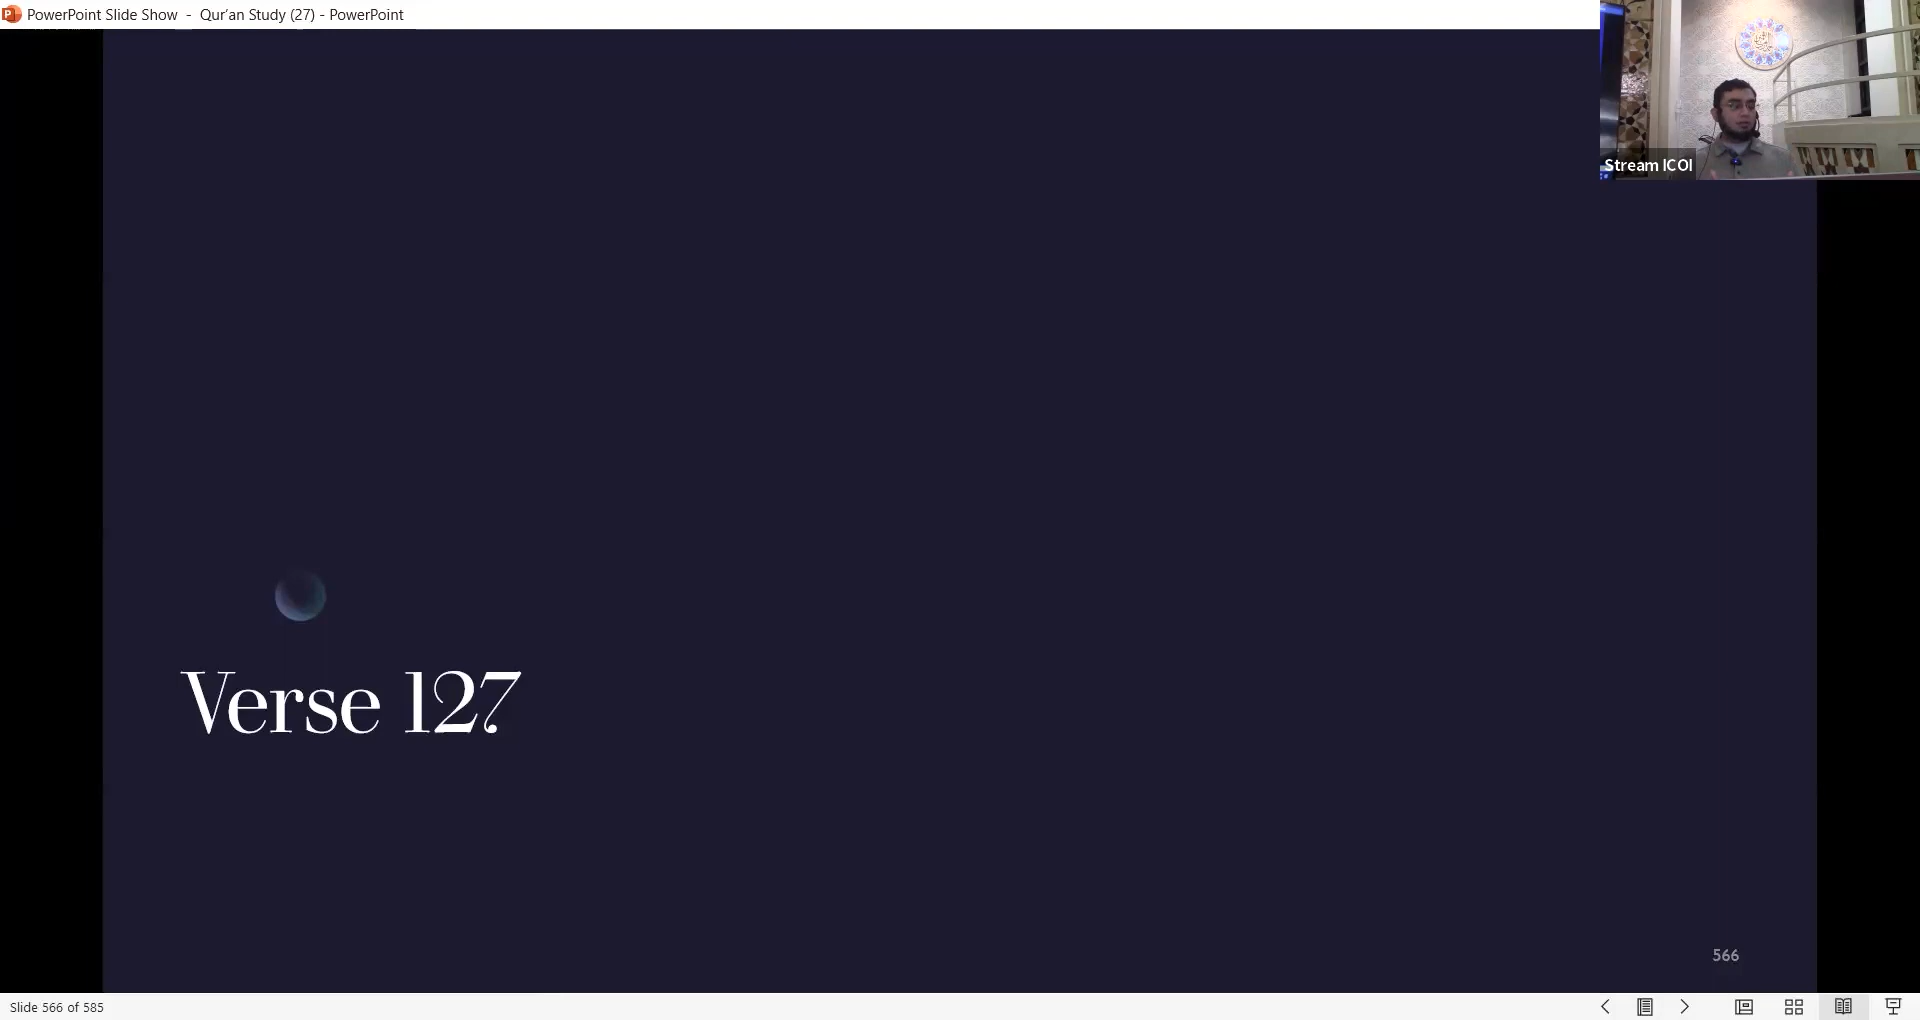 PowerPoint Slide Show - Qur’an Study (27) - PowerPoint
Stream ICOI
Verse 127
566
Slide 566 of 585